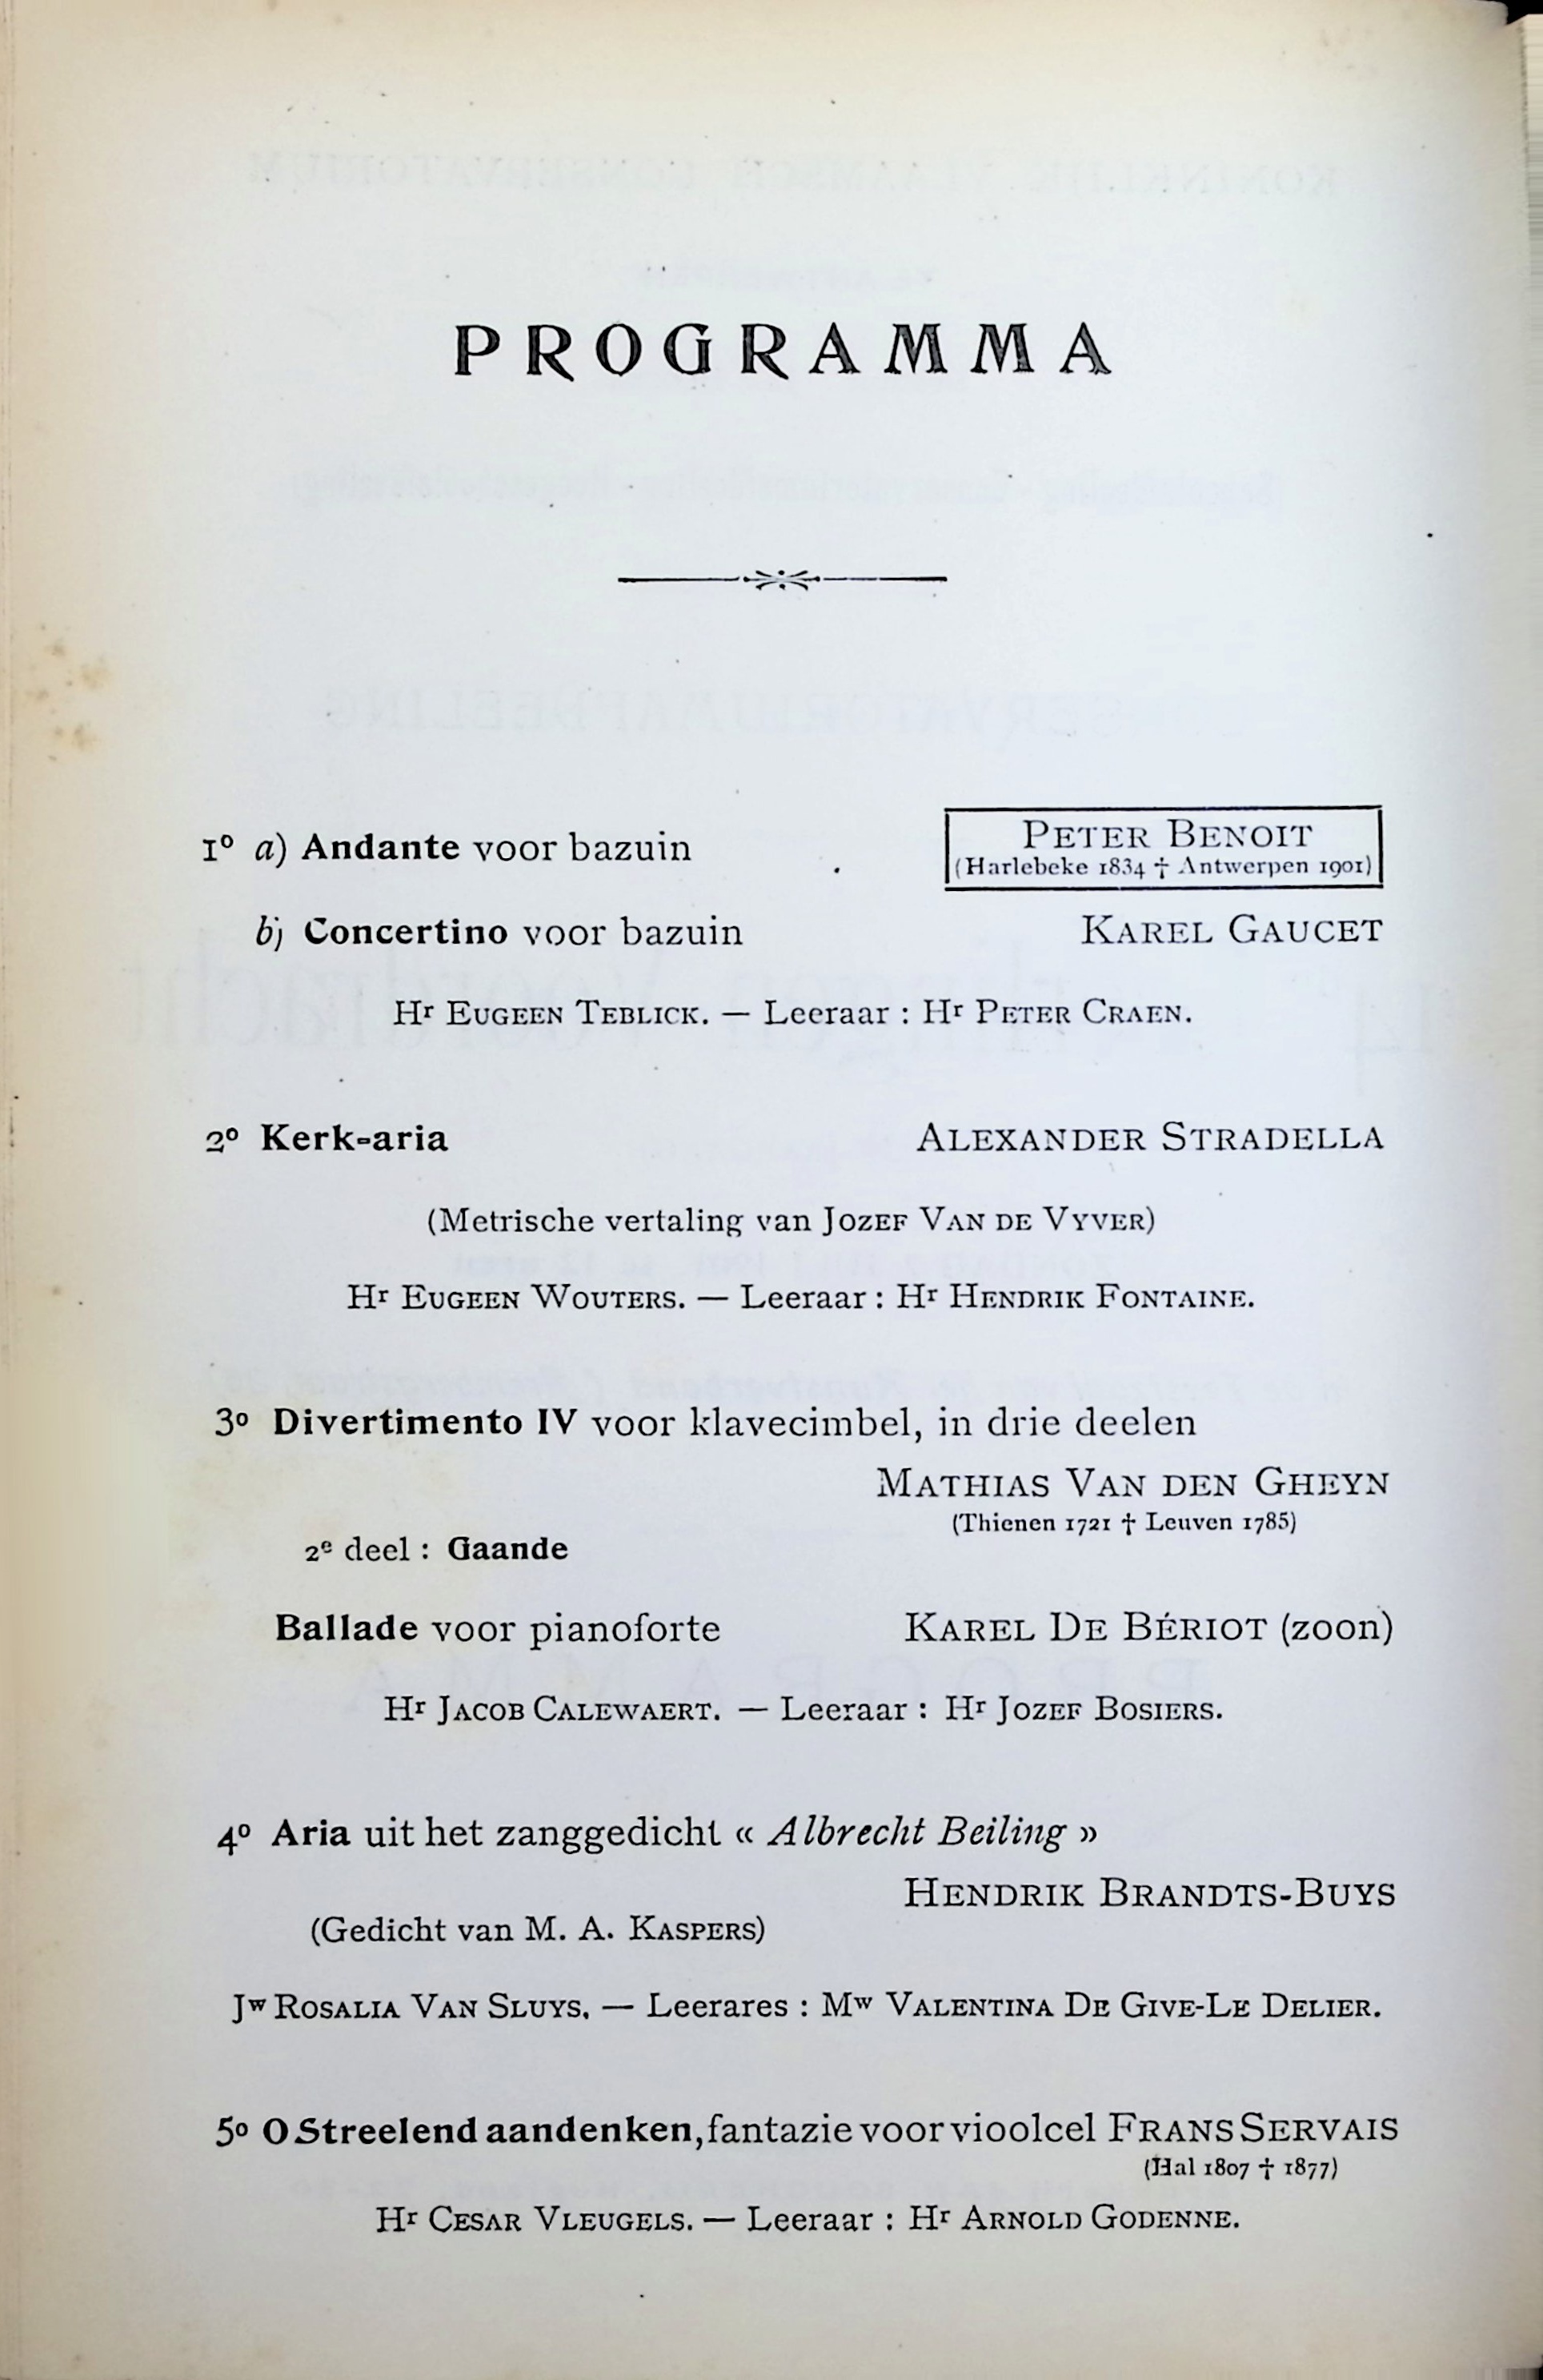 PROGRAMMA
1º a) Andante voor bazuin PETER BENOIT
(Harlebeke 1834 † Antwerpen 1901)
b) Concertino voor bazuin KAREL GAUCET
Hr EUGEEN TEBLICK. — Leeraar : Hr PETER CRAEN.
2º Kerk-aria ALEXANDER STRADELLA
(Metrische vertaling van JOZEF VAN DE VYVER)
Hr EUGEEN WOUTERS. — Leeraar : Hr HENDRIK FONTAINE.
3º Divertimento IV voor klavecimbel, in drie deelen
MATHIAS VAN DEN GHEYN
(Thienen 1721 † Leuven 1785)
2e deel : Gaande
Ballade voor pianoforte KAREL DE BÉRIOT (zoon)
Hr JACOB CALEWAERT. — Leeraar : Hr JOZEF BOSIERS.
4º Aria uit het zanggedicht « Albrecht Beiling »
HENDRIK BRANDTS-BUYS
(Gedicht van M. A. KASPERS)
Jw ROSALIA VAN SLUYS. — Leerares : Mw VALENTINA DE GIVE-LE DELIER.
5º O Streelend aandenken, fantazie voor vioolcel FRANS SERVAIS
(Hal 1807 † 1877)
Hr CESAR VLEUGELS. — Leeraar : Hr ARNOLD GODENNE.